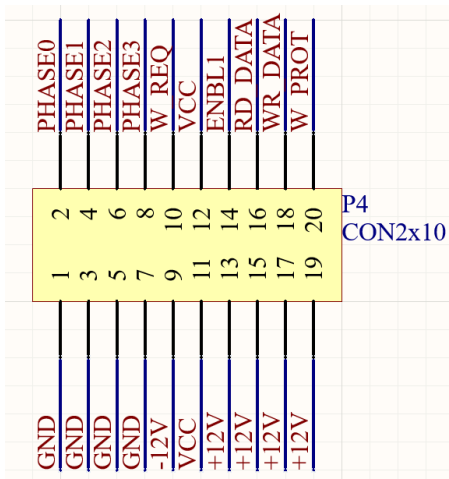 PHASE0
PHASE1
PHASE2
PHASE3
W_REQ
VCC
ENBL1
RD_DATA
WR_DATA
W_PROT
2 4 6 8 10 12 14 16 18 20
1 3 5 7 9 11 13 15 17 19
P4
CON2x10
GND
GND
GND
GND
-12V
VCC
+12V
+12V
+12V
+12V